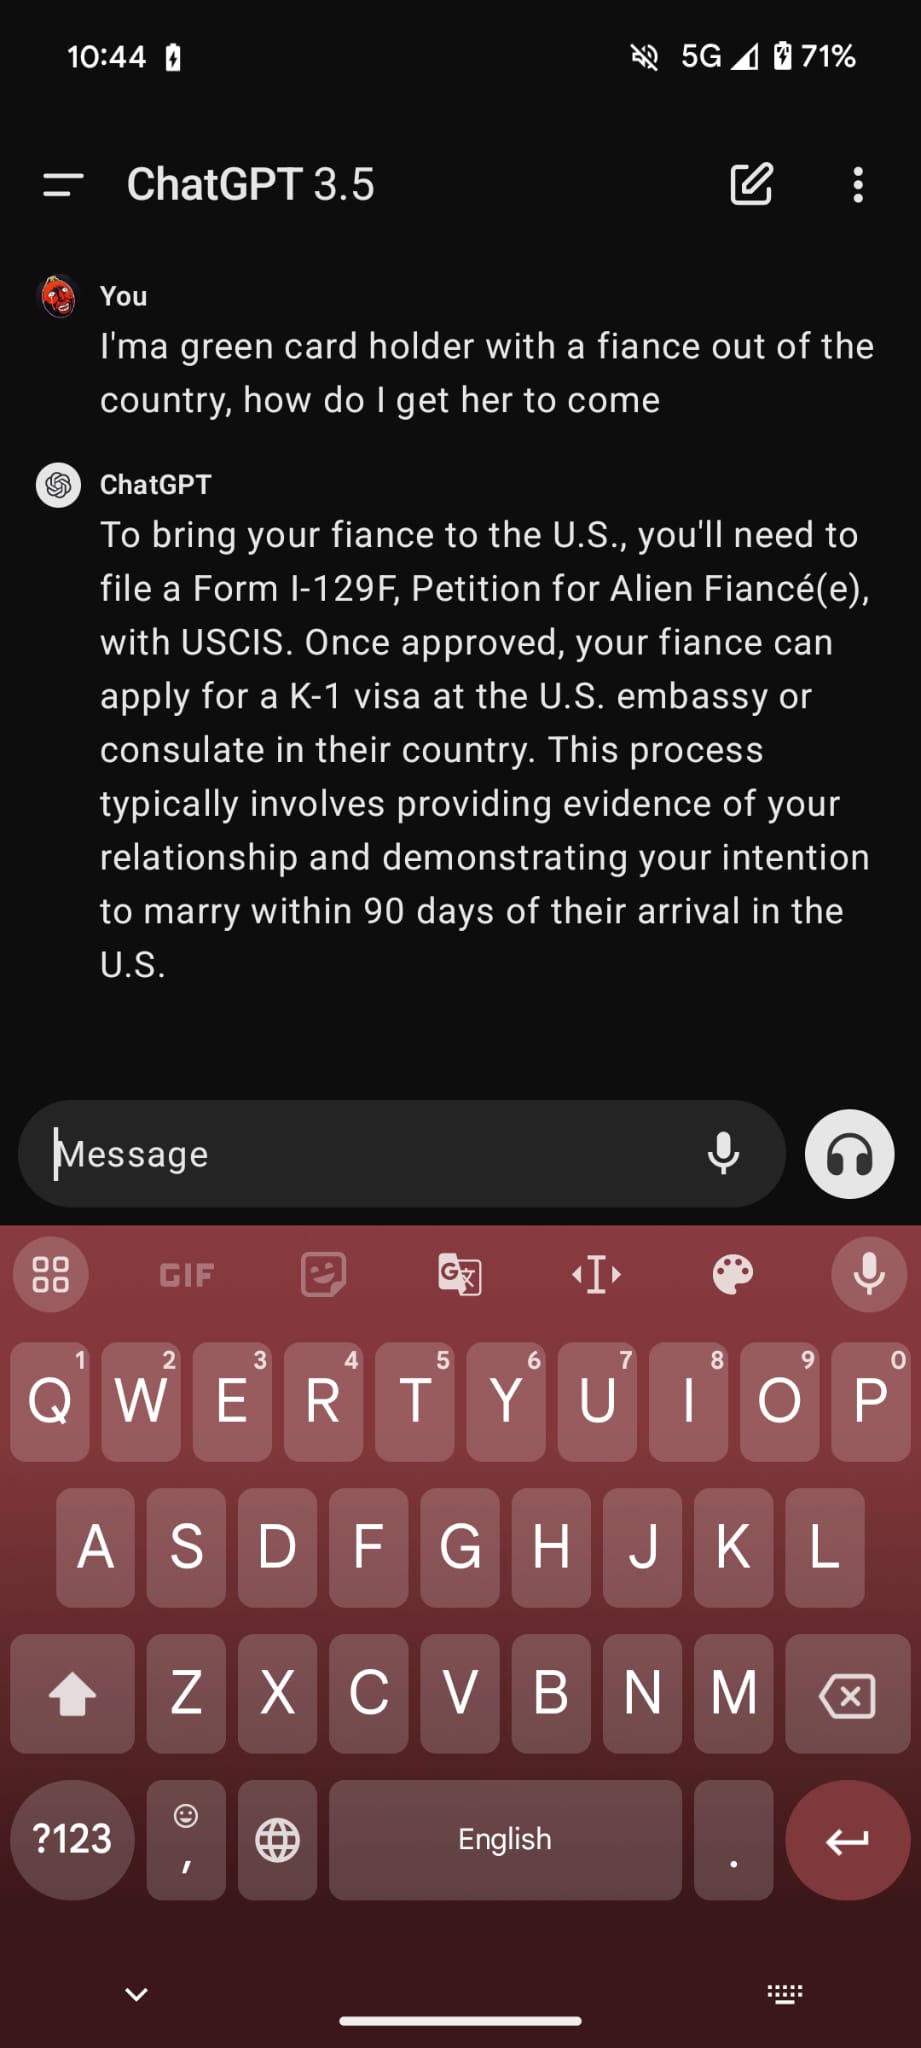 10:44 5G 71%
ChatGPT 3.5
You
I'ma green card holder with a fiance out of the
country, how do I get her to come
ChatGPT
To bring your fiance to the U.S., you'll need to
file a Form I-129F, Petition for Alien Fiancé(e),
with USCIS. Once approved, your fiance can
apply for a K-1 visa at the U.S. embassy or
consulate in their country. This process
typically involves providing evidence of your
relationship and demonstrating your intention
to marry within 90 days of their arrival in the
U.S.
Message
GIF G 文
1 2 3 4 5 6 7 8 9 0
Q W E R T Y U I O P
A S D F G H J K L
Z X C V B N M
?123 , English .